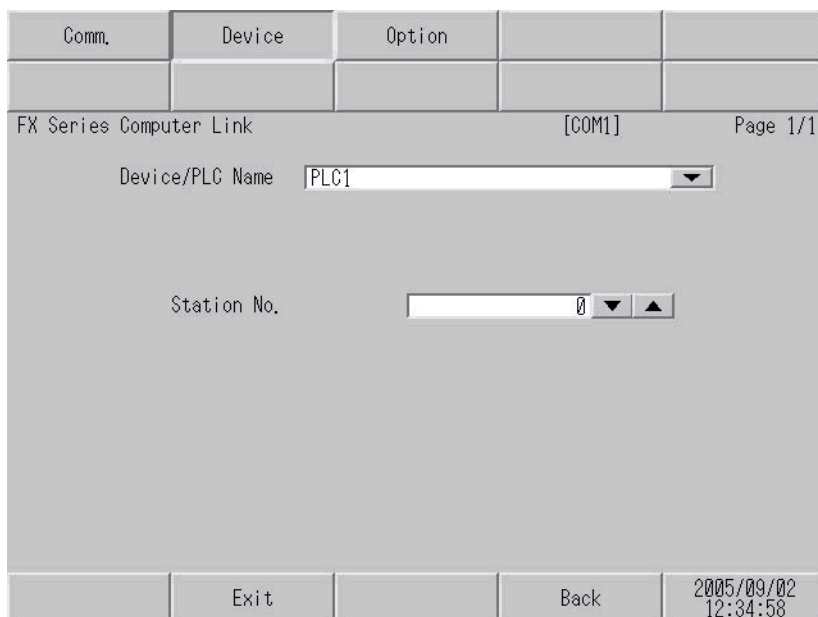 Comm. Device Option
FX Series Computer Link [COM1] Page 1/1
Device/PLC Name PLC1
Station No. 0
Exit Back 2005/09/02
12:34:58